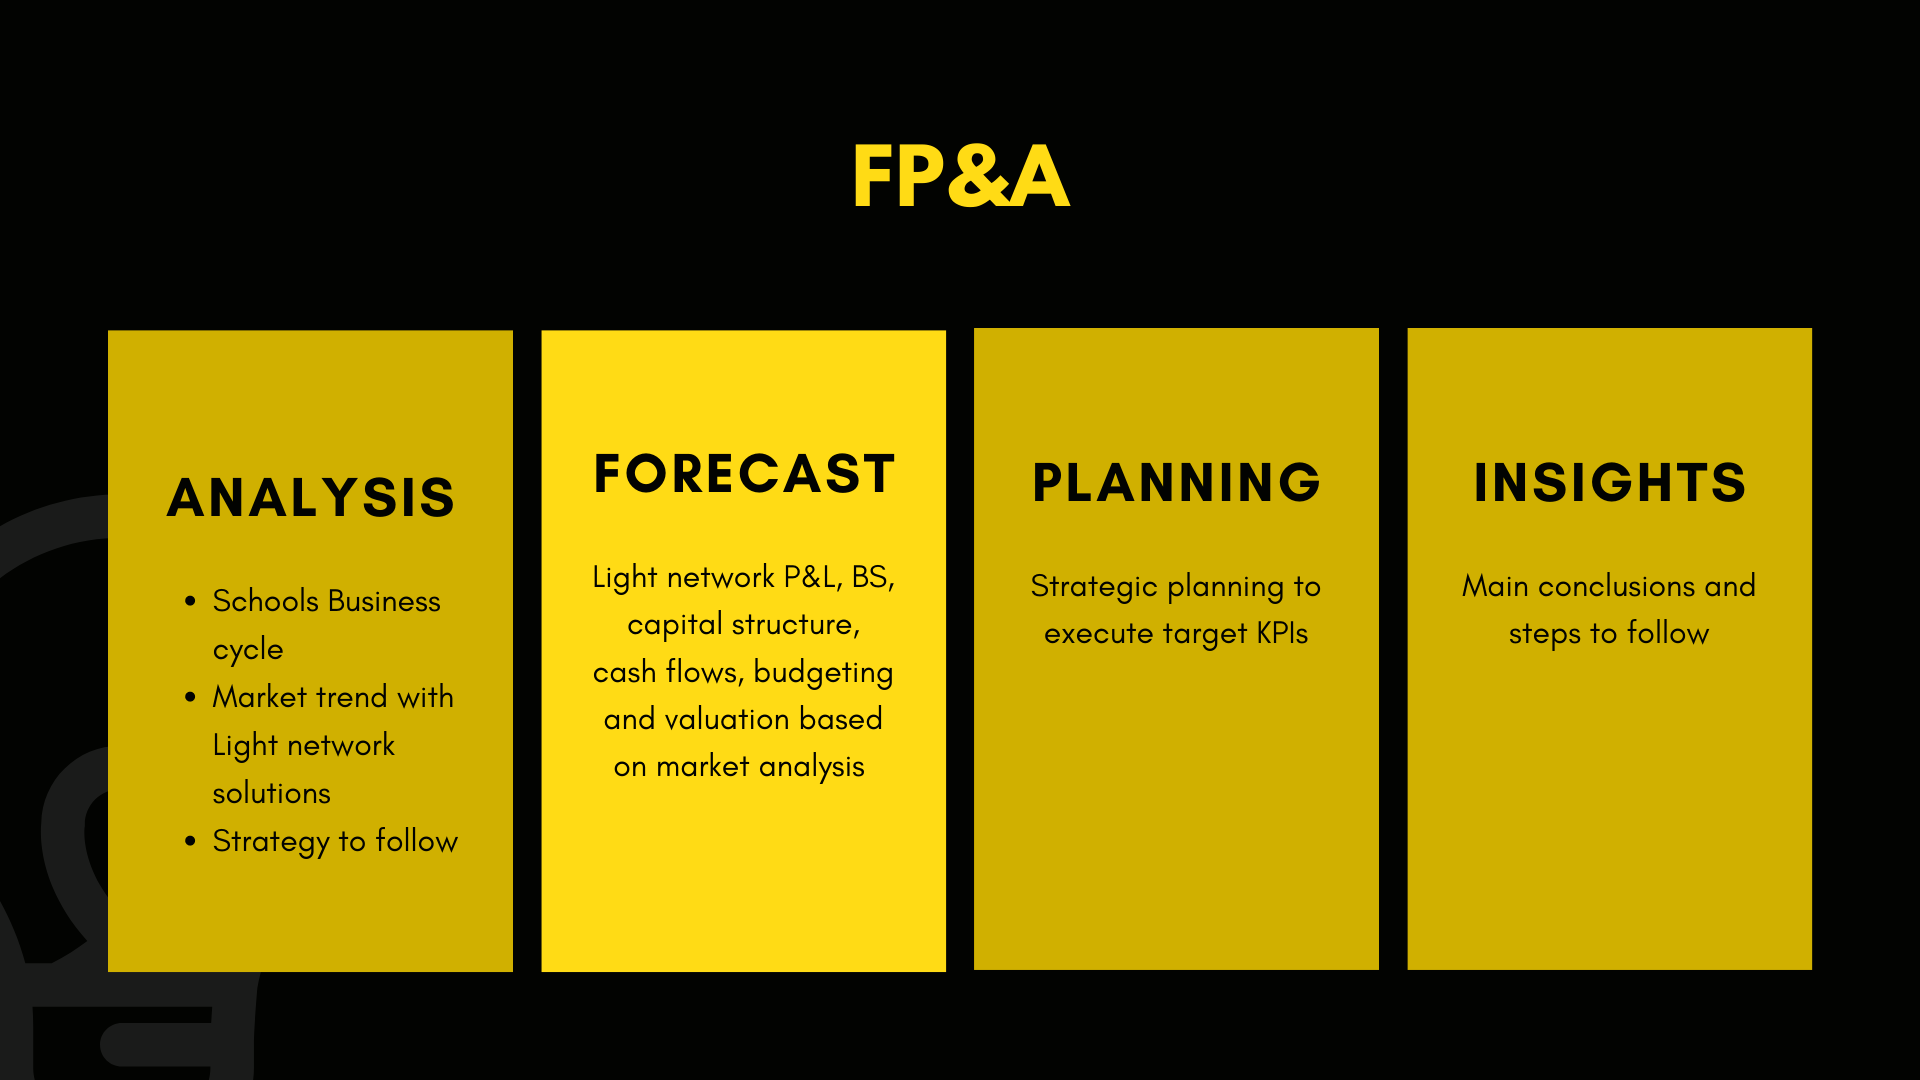 FP&A
ANALYSIS
• Schools Business
cycle
• Market trend with
Light network
solutions
• Strategy to follow
FORECAST
Light network P&L, BS,
capital structure,
cash flows, budgeting
and valuation based
on market analysis
PLANNING
Strategic planning to
execute target KPIs
INSIGHTS
Main conclusions and
steps to follow